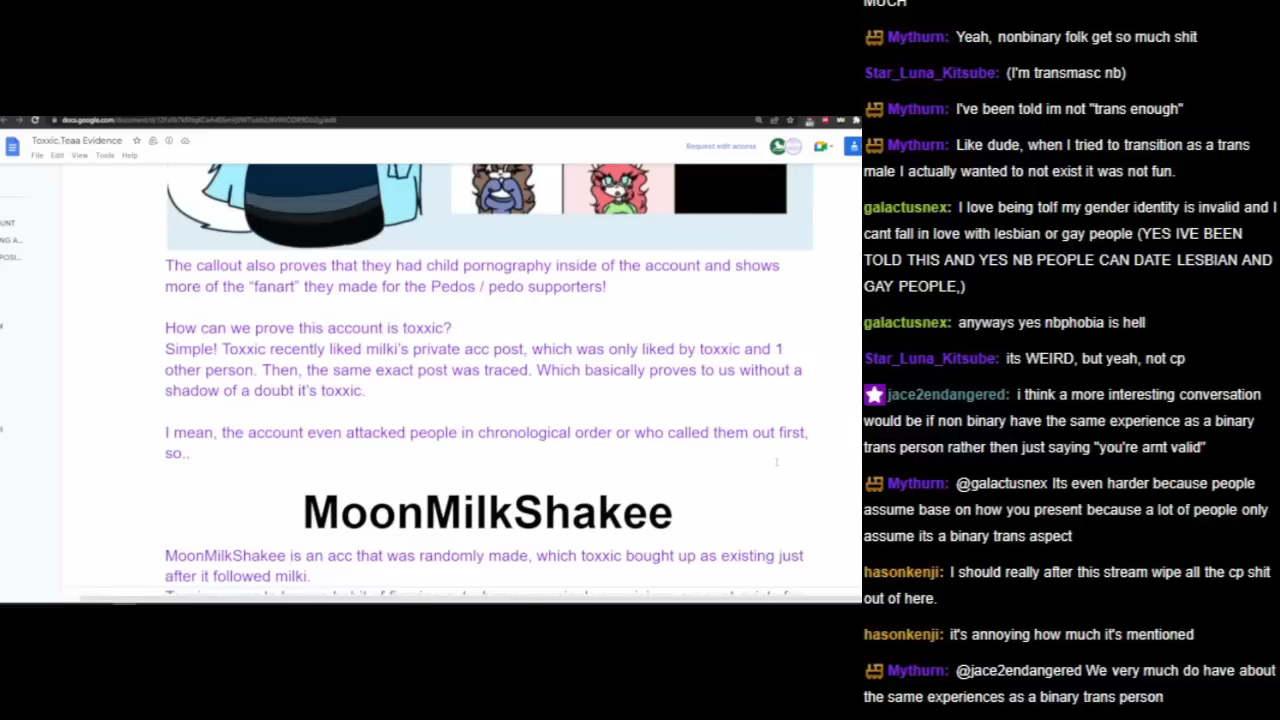 docs.google.com
Toxxic.Teaa Evidence
File Edit View Tools Help
Request edit access
The callout also proves that they had child pornography inside of the account and shows
more of the “fanart” they made for the Pedos / pedo supporters!
How can we prove this account is toxxic?
Simple! Toxxic recently liked milki’s private acc post, which was only liked by toxxic and 1
other person. Then, the same exact post was traced. Which basically proves to us without a
shadow of a doubt it’s toxxic.
I mean, the account even attacked people in chronological order or who called them out first,
so..
MoonMilkShakee
MoonMilkShakee is an acc that was randomly made, which toxxic bought up as existing just
after it followed milki.
MUCH
Mythurn: Yeah, nonbinary folk get so much shit
Star_Luna_Kitsube: (I'm transmasc nb)
Mythurn: I've been told im not "trans enough"
Mythurn: Like dude, when I tried to transition as a trans
male I actually wanted to not exist it was not fun.
galactusnex: I love being tolf my gender identity is invalid and I
cant fall in love with lesbian or gay people (YES IVE BEEN
TOLD THIS AND YES NB PEOPLE CAN DATE LESBIAN AND
GAY PEOPLE,)
galactusnex: anyways yes nbphobia is hell
Star_Luna_Kitsube: its WEIRD, but yeah, not cp
jace2endangered: i think a more interesting conversation
would be if non binary have the same experience as a binary
trans person rather then just saying "you're arnt valid"
Mythurn: @galactusnex Its even harder because people
assume base on how you present because a lot of people only
assume its a binary trans aspect
hasonkenji: I should really after this stream wipe all the cp shit
out of here.
hasonkenji: it's annoying how much it's mentioned
Mythurn: @jace2endangered We very much do have about
the same experiences as a binary trans person